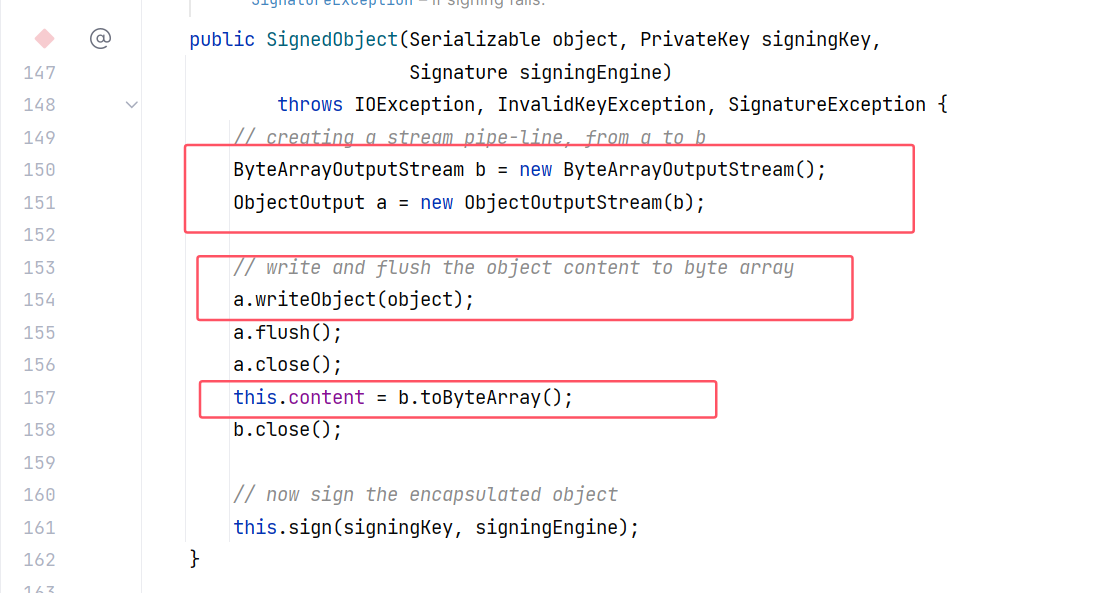 SignatureException – if signing fails.
@ public SignedObject(Serializable object, PrivateKey signingKey,
147 Signature signingEngine)
148 throws IOException, InvalidKeyException, SignatureException {
149 // creating a stream pipe-line, from a to b
150 ByteArrayOutputStream b = new ByteArrayOutputStream();
151 ObjectOutput a = new ObjectOutputStream(b);
152
153 // write and flush the object content to byte array
154 a.writeObject(object);
155 a.flush();
156 a.close();
157 this.content = b.toByteArray();
158 b.close();
159
160 // now sign the encapsulated object
161 this.sign(signingKey, signingEngine);
162 }
163